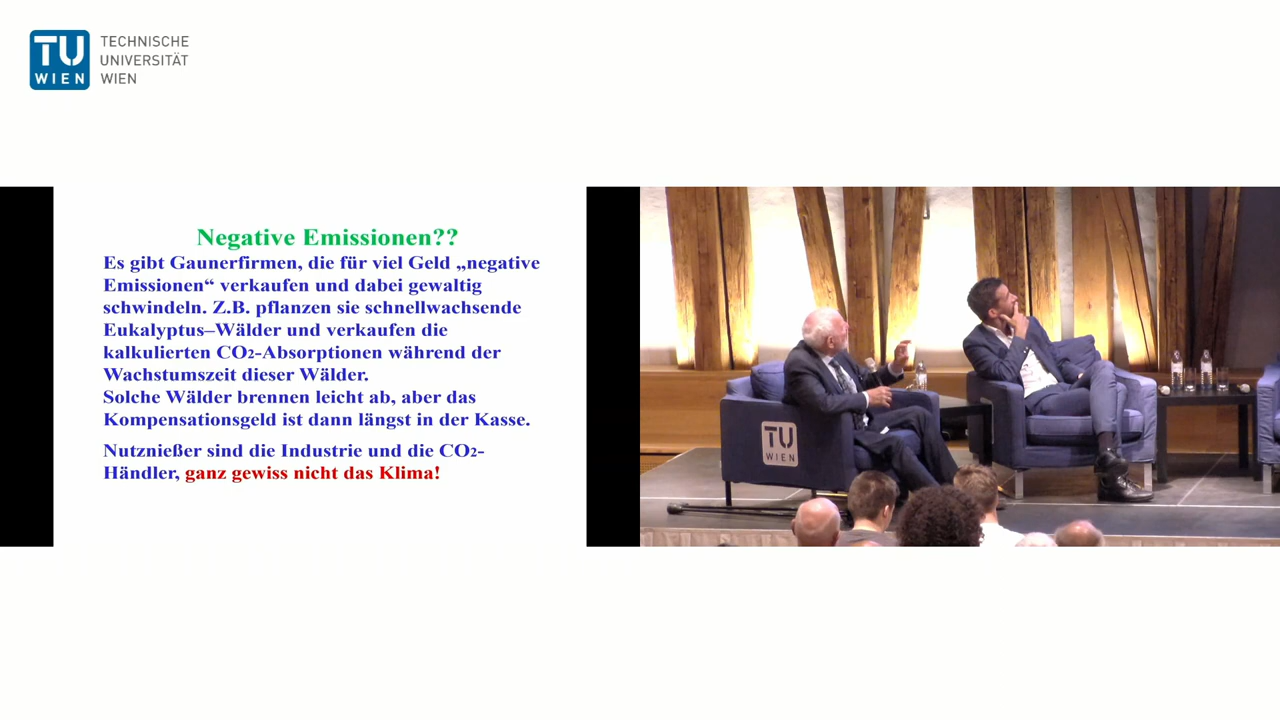 TU
WIEN
TECHNISCHE
UNIVERSITÄT
WIEN
Negative Emissionen??
Es gibt Gaunerfirmen, die für viel Geld „negative
Emissionen“ verkaufen und dabei gewaltig
schwindeln. Z.B. pflanzen sie schnellwachsende
Eukalyptus–Wälder und verkaufen die
kalkulierten CO₂-Absorptionen während der
Wachstumszeit dieser Wälder.
Solche Wälder brennen leicht ab, aber das
Kompensationsgeld ist dann längst in der Kasse.
Nutznießer sind die Industrie und die CO₂-
Händler, ganz gewiss nicht das Klima!
TU
WIEN